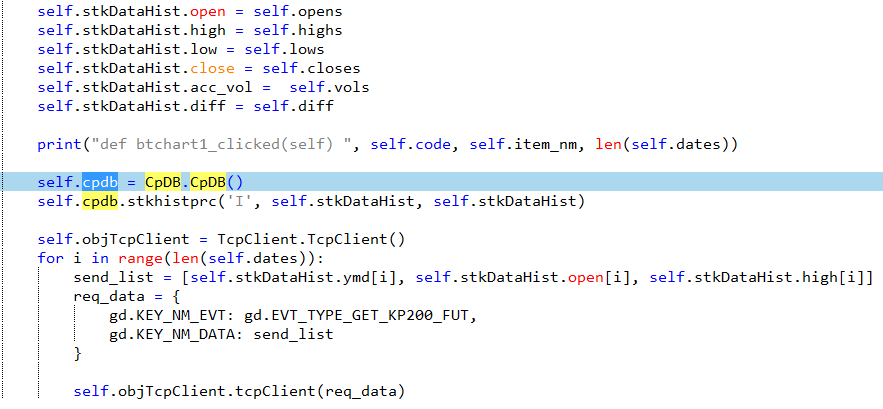 self.stkDataHist.open = self.opens
self.stkDataHist.high = self.highs
self.stkDataHist.low = self.lows
self.stkDataHist.close = self.closes
self.stkDataHist.acc_vol =  self.vols
self.stkDataHist.diff = self.diff
print("def btchart1_clicked(self) ", self.code, self.item_nm, len(self.dates))
self.cpdb = CpDB.CpDB()
self.cpdb.stkhistprc('I', self.stkDataHist, self.stkDataHist)
self.objTcpClient = TcpClient.TcpClient()
for i in range(len(self.dates)):
    send_list = [self.stkDataHist.ymd[i], self.stkDataHist.open[i], self.stkDataHist.high[i]]
    req_data = {
        gd.KEY_NM_EVT: gd.EVT_TYPE_GET_KP200_FUT,
        gd.KEY_NM_DATA: send_list
    }
    self.objTcpClient.tcpClient(req_data)